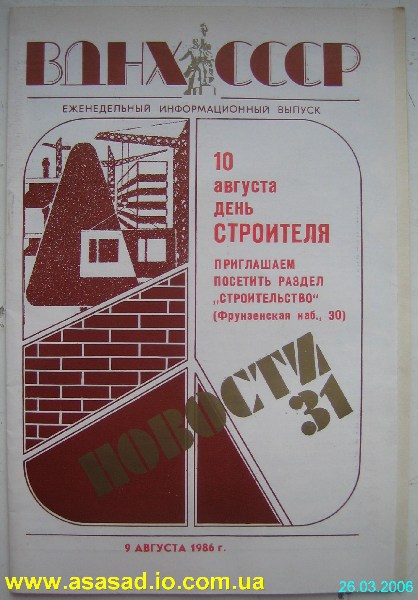 ВДНХ СССР
ЕЖЕНЕДЕЛЬНЫЙ ИНФОРМАЦИОННЫЙ ВЫПУСК
10
августа
ДЕНЬ
СТРОИТЕЛЯ
ПРИГЛАШАЕМ
ПОСЕТИТЬ РАЗДЕЛ
„СТРОИТЕЛЬСТВО“
(Фрунзенская наб., 30)
НОВОСТИ
31
9 АВГУСТА 1986 г.
www.asasad.io.com.ua
26.03.2006